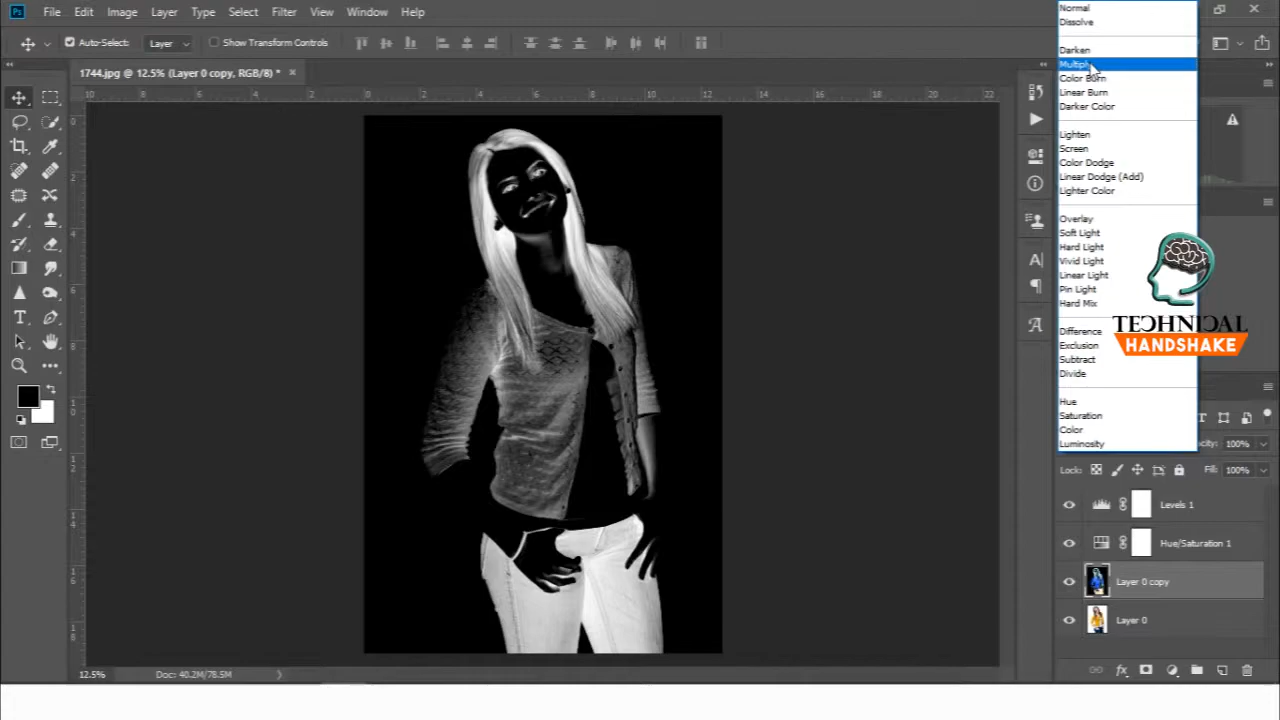 Ps File Edit Image Layer Type Select Filter View Window Help
Auto-Select: Layer Show Transform Controls
1744.jpg @ 12.5% (Layer 0 copy, RGB/8) * ×
Normal
Dissolve
Darken
Multiply
Color Burn
Linear Burn
Darker Color
Lighten
Screen
Color Dodge
Linear Dodge (Add)
Lighter Color
Overlay
Soft Light
Hard Light
Vivid Light
Linear Light
Pin Light
Hard Mix
Difference
Exclusion
Subtract
Divide
Hue
Saturation
Color
Luminosity
TECHNICAL
HANDSHAKE
100%
Lock: Fill: 100%
Levels 1
Hue/Saturation 1
Layer 0 copy
Layer 0
fx
12.5% Doc: 40.2M/78.5M